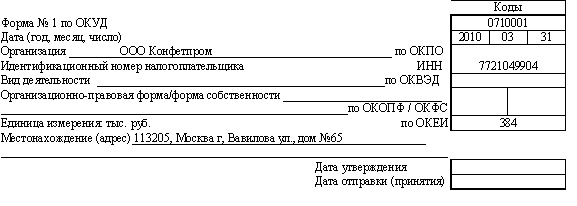 Коды
Форма № 1 по ОКУД 0710001
Дата (год, месяц, число) 2010 03 31
Организация ООО Конфетпром по ОКПО
Идентификационный номер налогоплательщика ИНН 7721049904
Вид деятельности по ОКВЭД
Организационно-правовая форма/форма собственности
по ОКОПФ / ОКФС
Единица измерения: тыс. руб. по ОКЕИ 384
Местонахождение (адрес) 113205, Москва г, Вавилова ул., дом №65
Дата утверждения
Дата отправки (принятия)